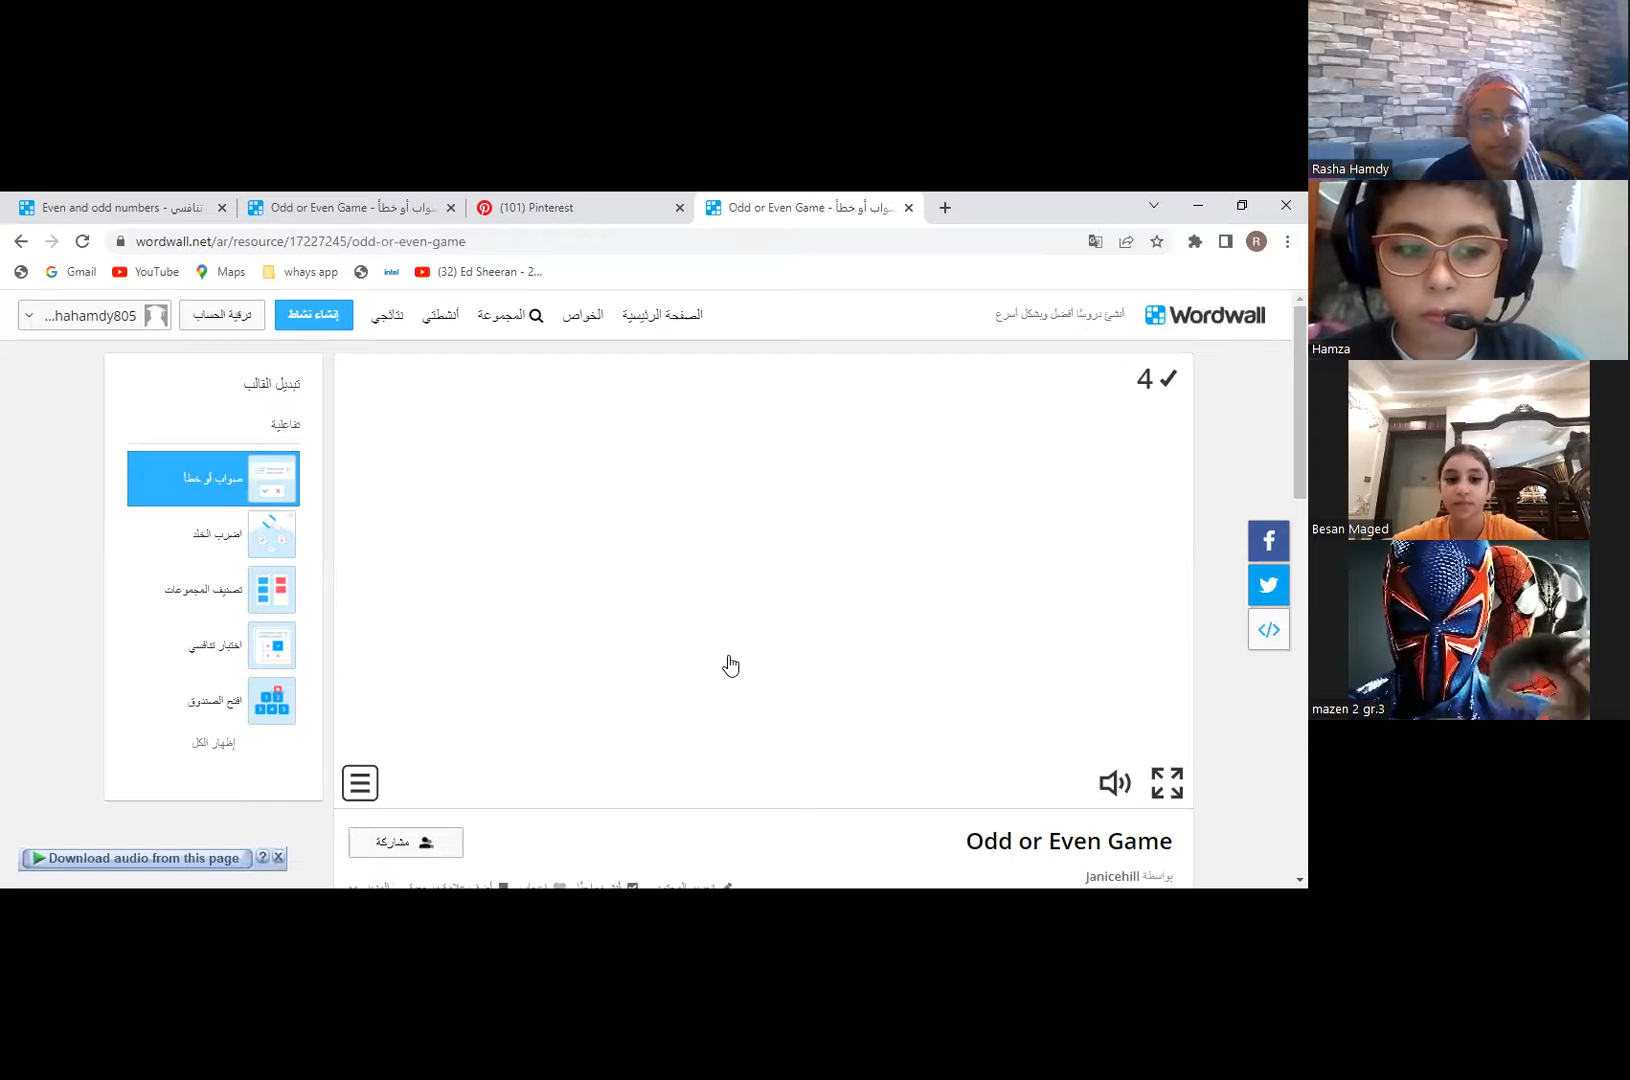 Even and odd numbers - تنافسي
Odd or Even Game - صواب أو خطأ
(101) Pinterest
Odd or Even Game - صواب أو خطأ
wordwall.net/ar/resource/17227245/odd-or-even-game
R
Gmail
YouTube
Maps
whays app
intel
(32) Ed Sheeran - 2...
...hahamdy805
ترقية الحساب
إنشاء نشاط
نتائجي
أنشطتي
المجموعة
الخواص
الصفحة الرئيسية
أنشئ دروسًا أفضل وبشكل أسرع
Wordwall
تبديل القالب
تفاعلية
صواب أو خطأ
اضرب الخلد
تصنيف المجموعات
اختبار تنافسي
افتح الصندوق
إظهار الكل
4
مشاركة
Odd or Even Game
بواسطة Janicehill
Download audio from this page
Rasha Hamdy
Hamza
Besan Maged
mazen 2 gr.3